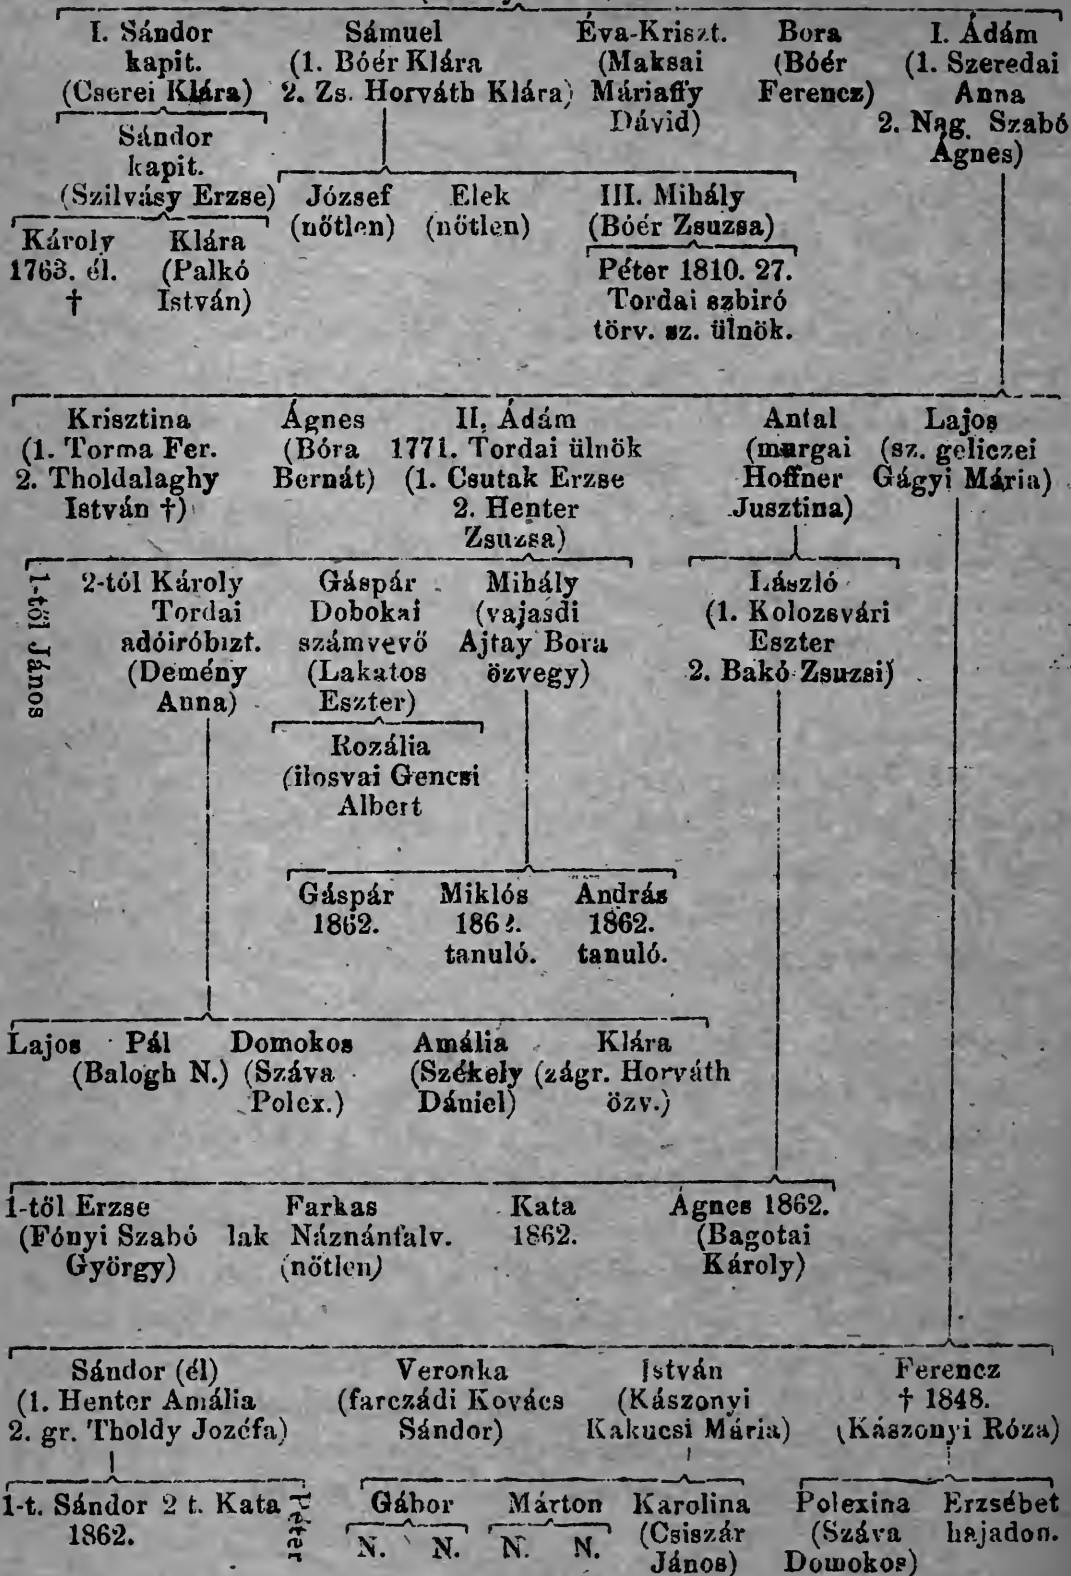 I. Sándor Sámuel Éva-Kriszt. Bora I. Ádám
kapit. (1. Bóér Klára (Maksai (Bóér (1. Szeredai
(Cserei Klára) 2. Zs. Horváth Klára) Máriaffy Ferencz) Anna
Dávid) 2. Nag. Szabó
Ágnes)
Sándor
kapit.
(Szilvásy Erzse) József Elek III. Mihály
(nőtlen) (nőtlen) (Bóér Zsuzsa)
Károly Klára
1763. él. (Palkó Péter 1810. 27.
† István) Tordai szbiró
törv. sz. ülnök.
Krisztina Ágnes II. Ádám Antal Lajos
(1. Torma Fer. (Bóra 1771. Tordai ülnök (murgai (sz. geliczei
2. Tholdalaghy Bernát) (1. Csutak Erzse Hoffner Gágyi Mária)
István †) 2. Henter Jusztina)
Zsuzsa)
1-től János
2-tól Károly Gáspár Mihály László
Tordai Dobokai (vajasdi (1. Kolozsvári
adóiróbizt. számvevő Ajtay Bora Eszter
(Demény (Lakatos özvegy) 2. Bakó Zsuzsi)
Anna) Eszter)
Rozália
(ilosvai Gencsi
Albert
Gáspár Miklós András
1862. 1862. 1862.
tanuló. tanuló.
Lajos Pál Domokos Amália Klára
(Balogh N.) (Száva (Székely (zágr. Horváth
Polex.) Dániel) özv.)
1-től Erzse Farkas Kata Ágnes 1862.
(Fónyi Szabó lak Náznánfalv. 1862. (Bagotai
György) (nőtlen) Károly)
Sándor (él) Veronka István Ferencz
(1. Henter Amália (farczádi Kovács (Kászonyi † 1848.
2. gr. Tholdy Jozéfa) Sándor) Kakucsi Mária) (Kászonyi Róza)
1-t. Sándor 2 t. Kata Péter Gábor Márton Karolina Polexina Erzsébet
1862. N. N. N. N. (Csiszár (Száva hajadon.
János) Domokos)